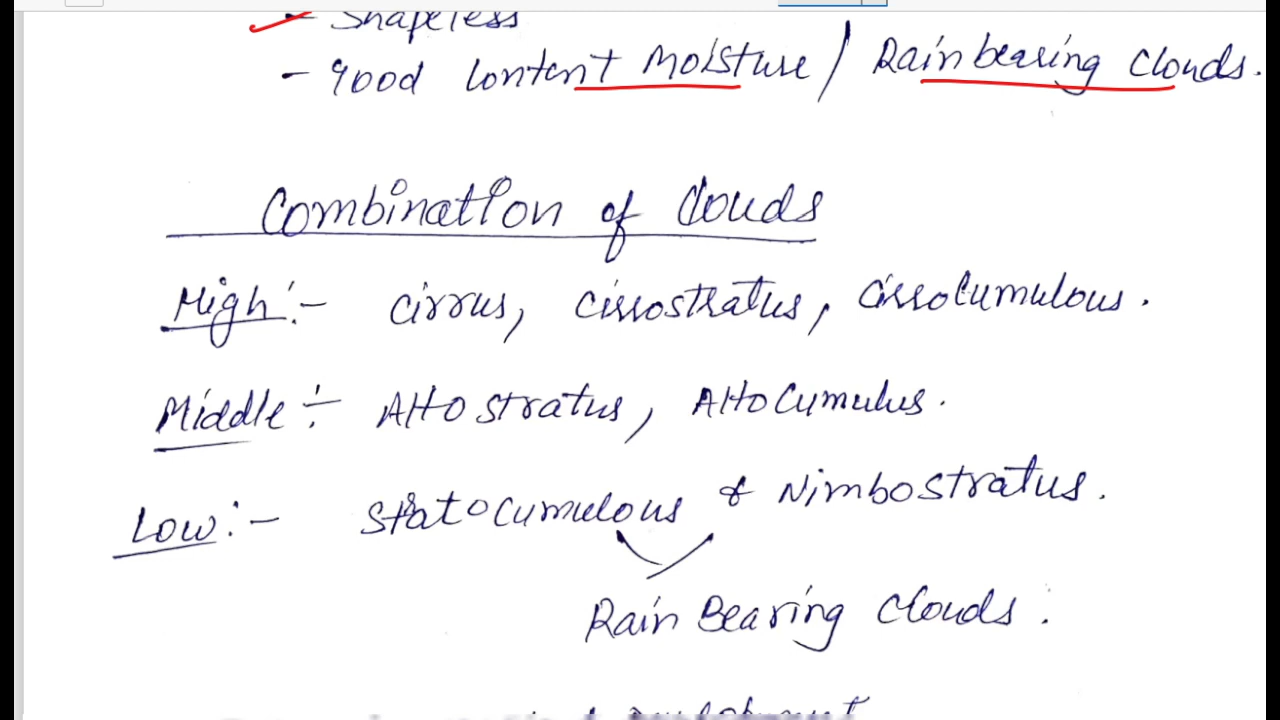 - Shapeless
- Good Content Moisture / Rain bearing Clouds.
Combination of Clouds
High :- Cirrus, Cirrostratus, Cirrocumulous.
Middle :- Altostratus, Altocumulus.
Low :- Statocumulous & Nimbostratus.
Rain Bearing Clouds.